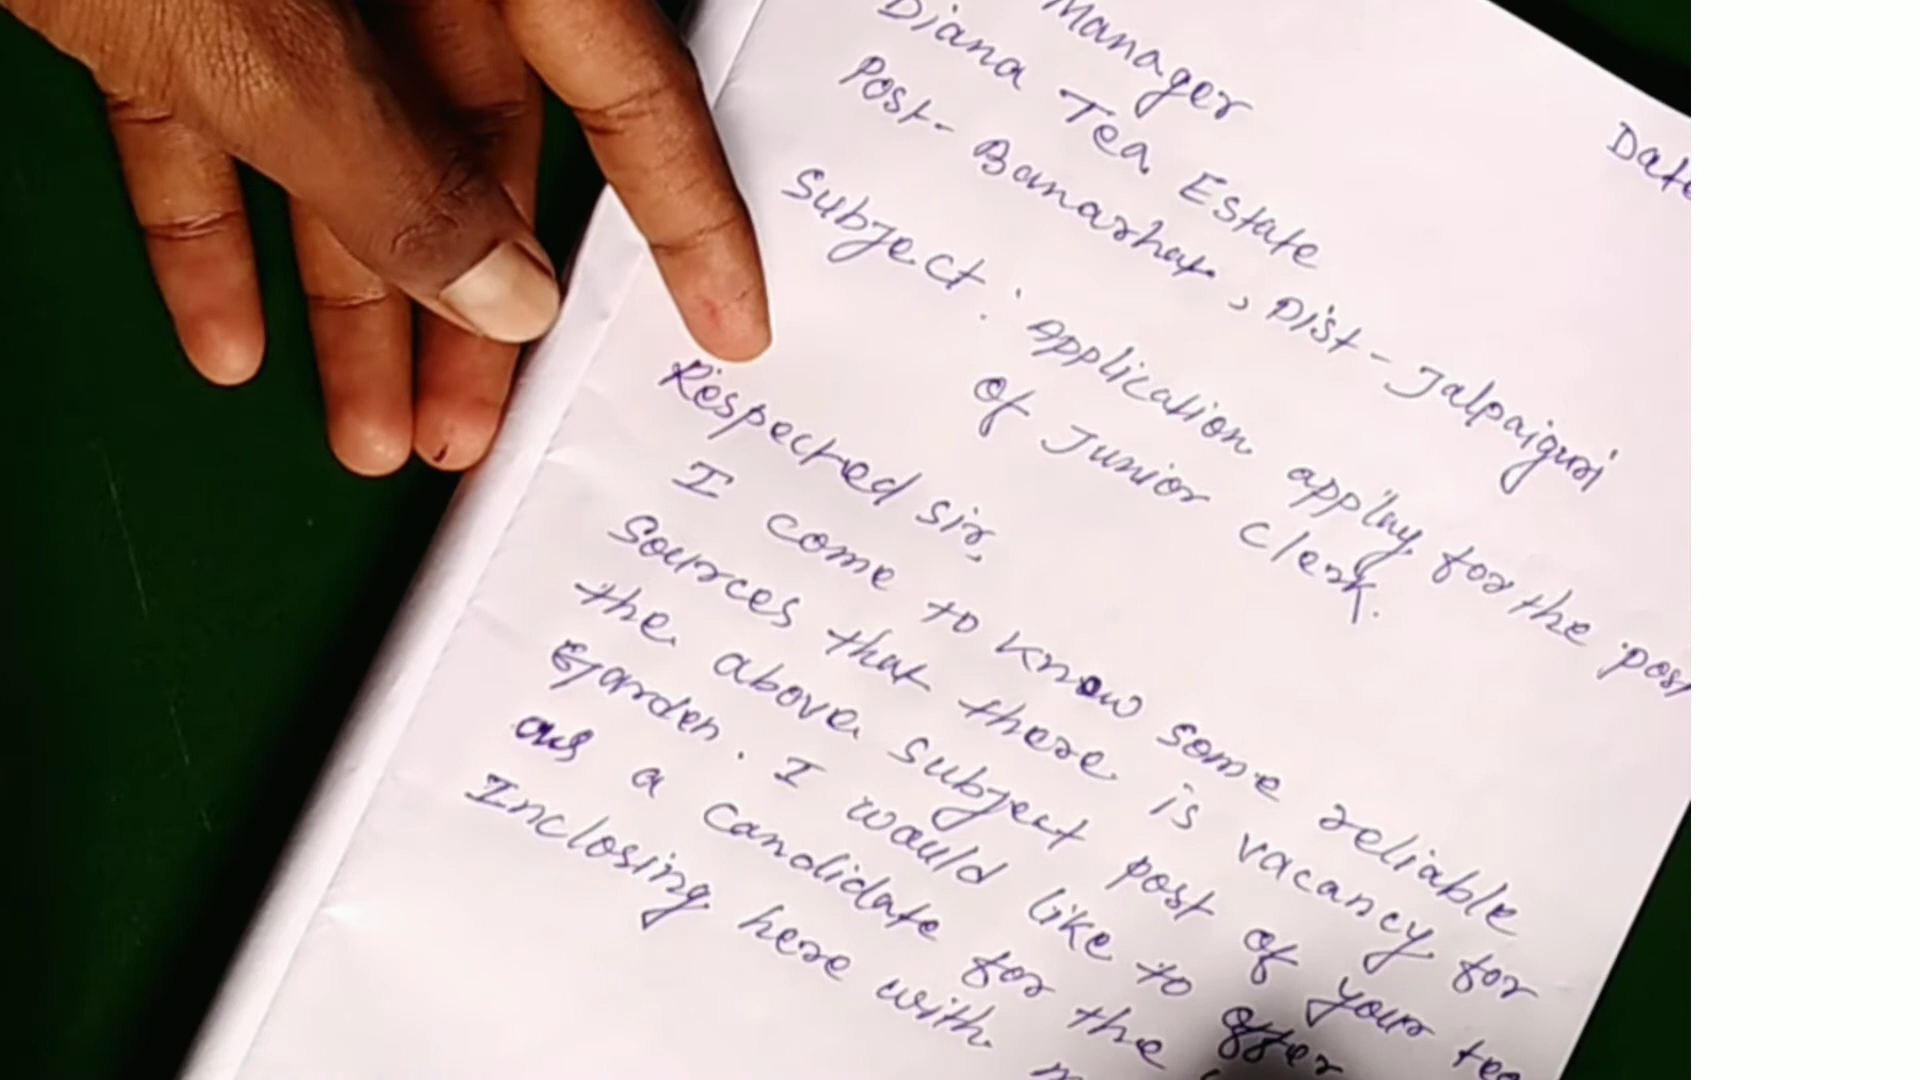 Manager
Date
Diana Tea Estate
Post- Banarhat, Dist - Jalpaiguri
Subject : Application applay for the post
of Junior Clerk.
Respected sir,
I come to know some reliable
Sources that there is vacancy for
the above subject post of your tea
Garden. I would like to offer
as a candidate for the
Inclosing here with